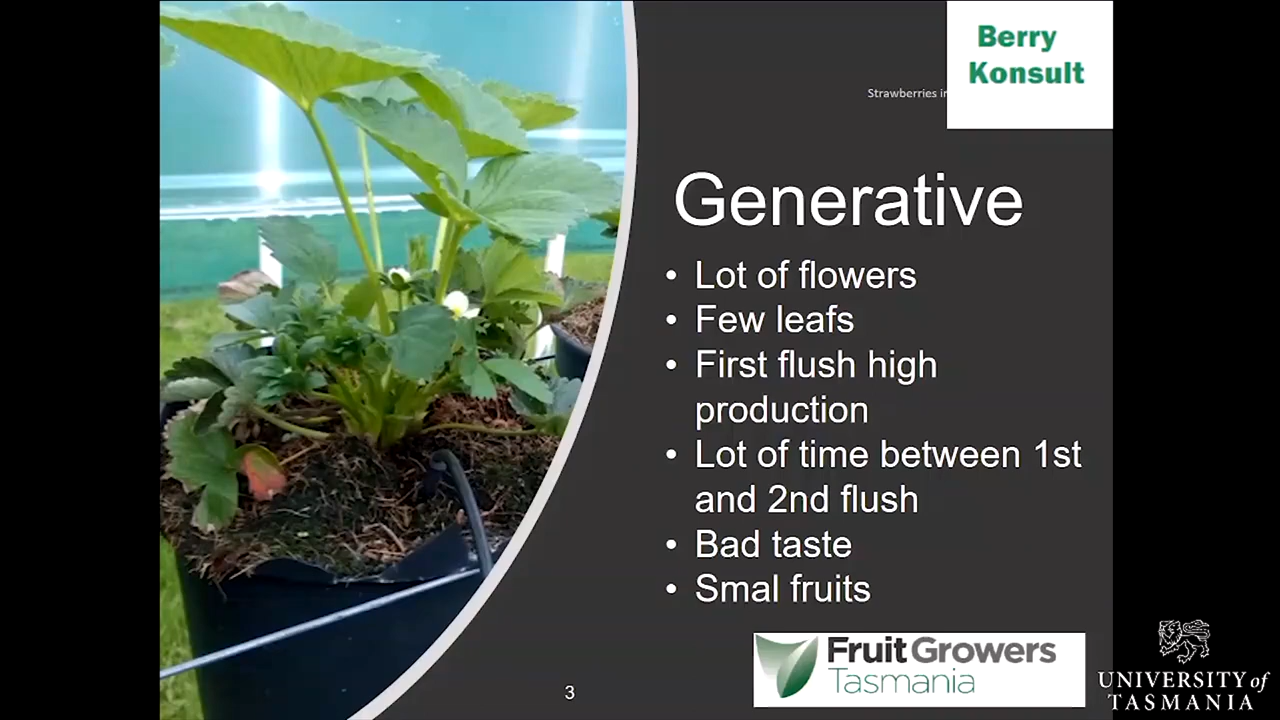 Berry
Konsult
Strawberries in
Generative
• Lot of flowers
• Few leafs
• First flush high
production
• Lot of time between 1st
and 2nd flush
• Bad taste
• Smal fruits
Fruit Growers
Tasmania
3
UNIVERSITY of
TASMANIA